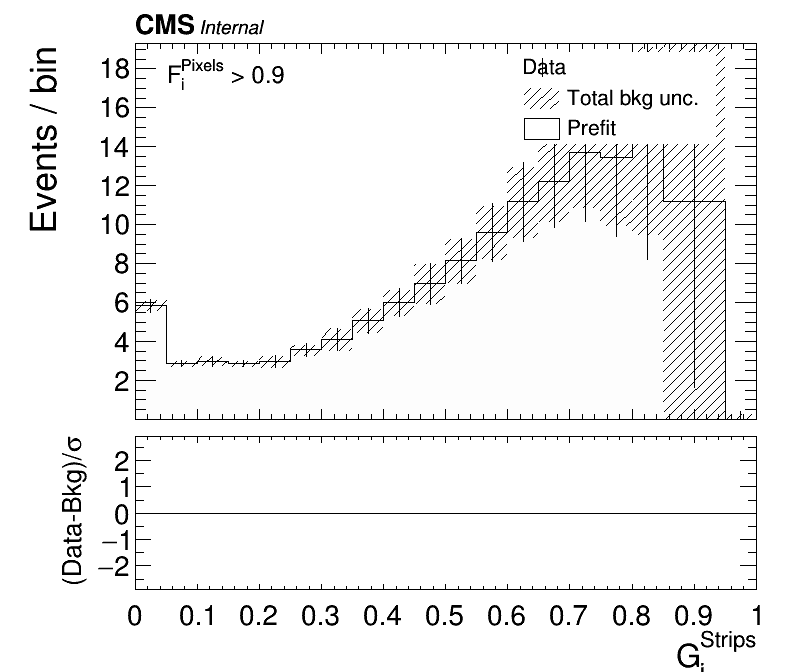 CMS Internal
F_i^Pixels > 0.9
Data
Total bkg unc.
Prefit
Events / bin
18
16
14
12
10
8
6
4
2
(Data-Bkg)/σ
2
1
0
−1
−2
0 0.1 0.2 0.3 0.4 0.5 0.6 0.7 0.8 0.9 1
G_i^Strips